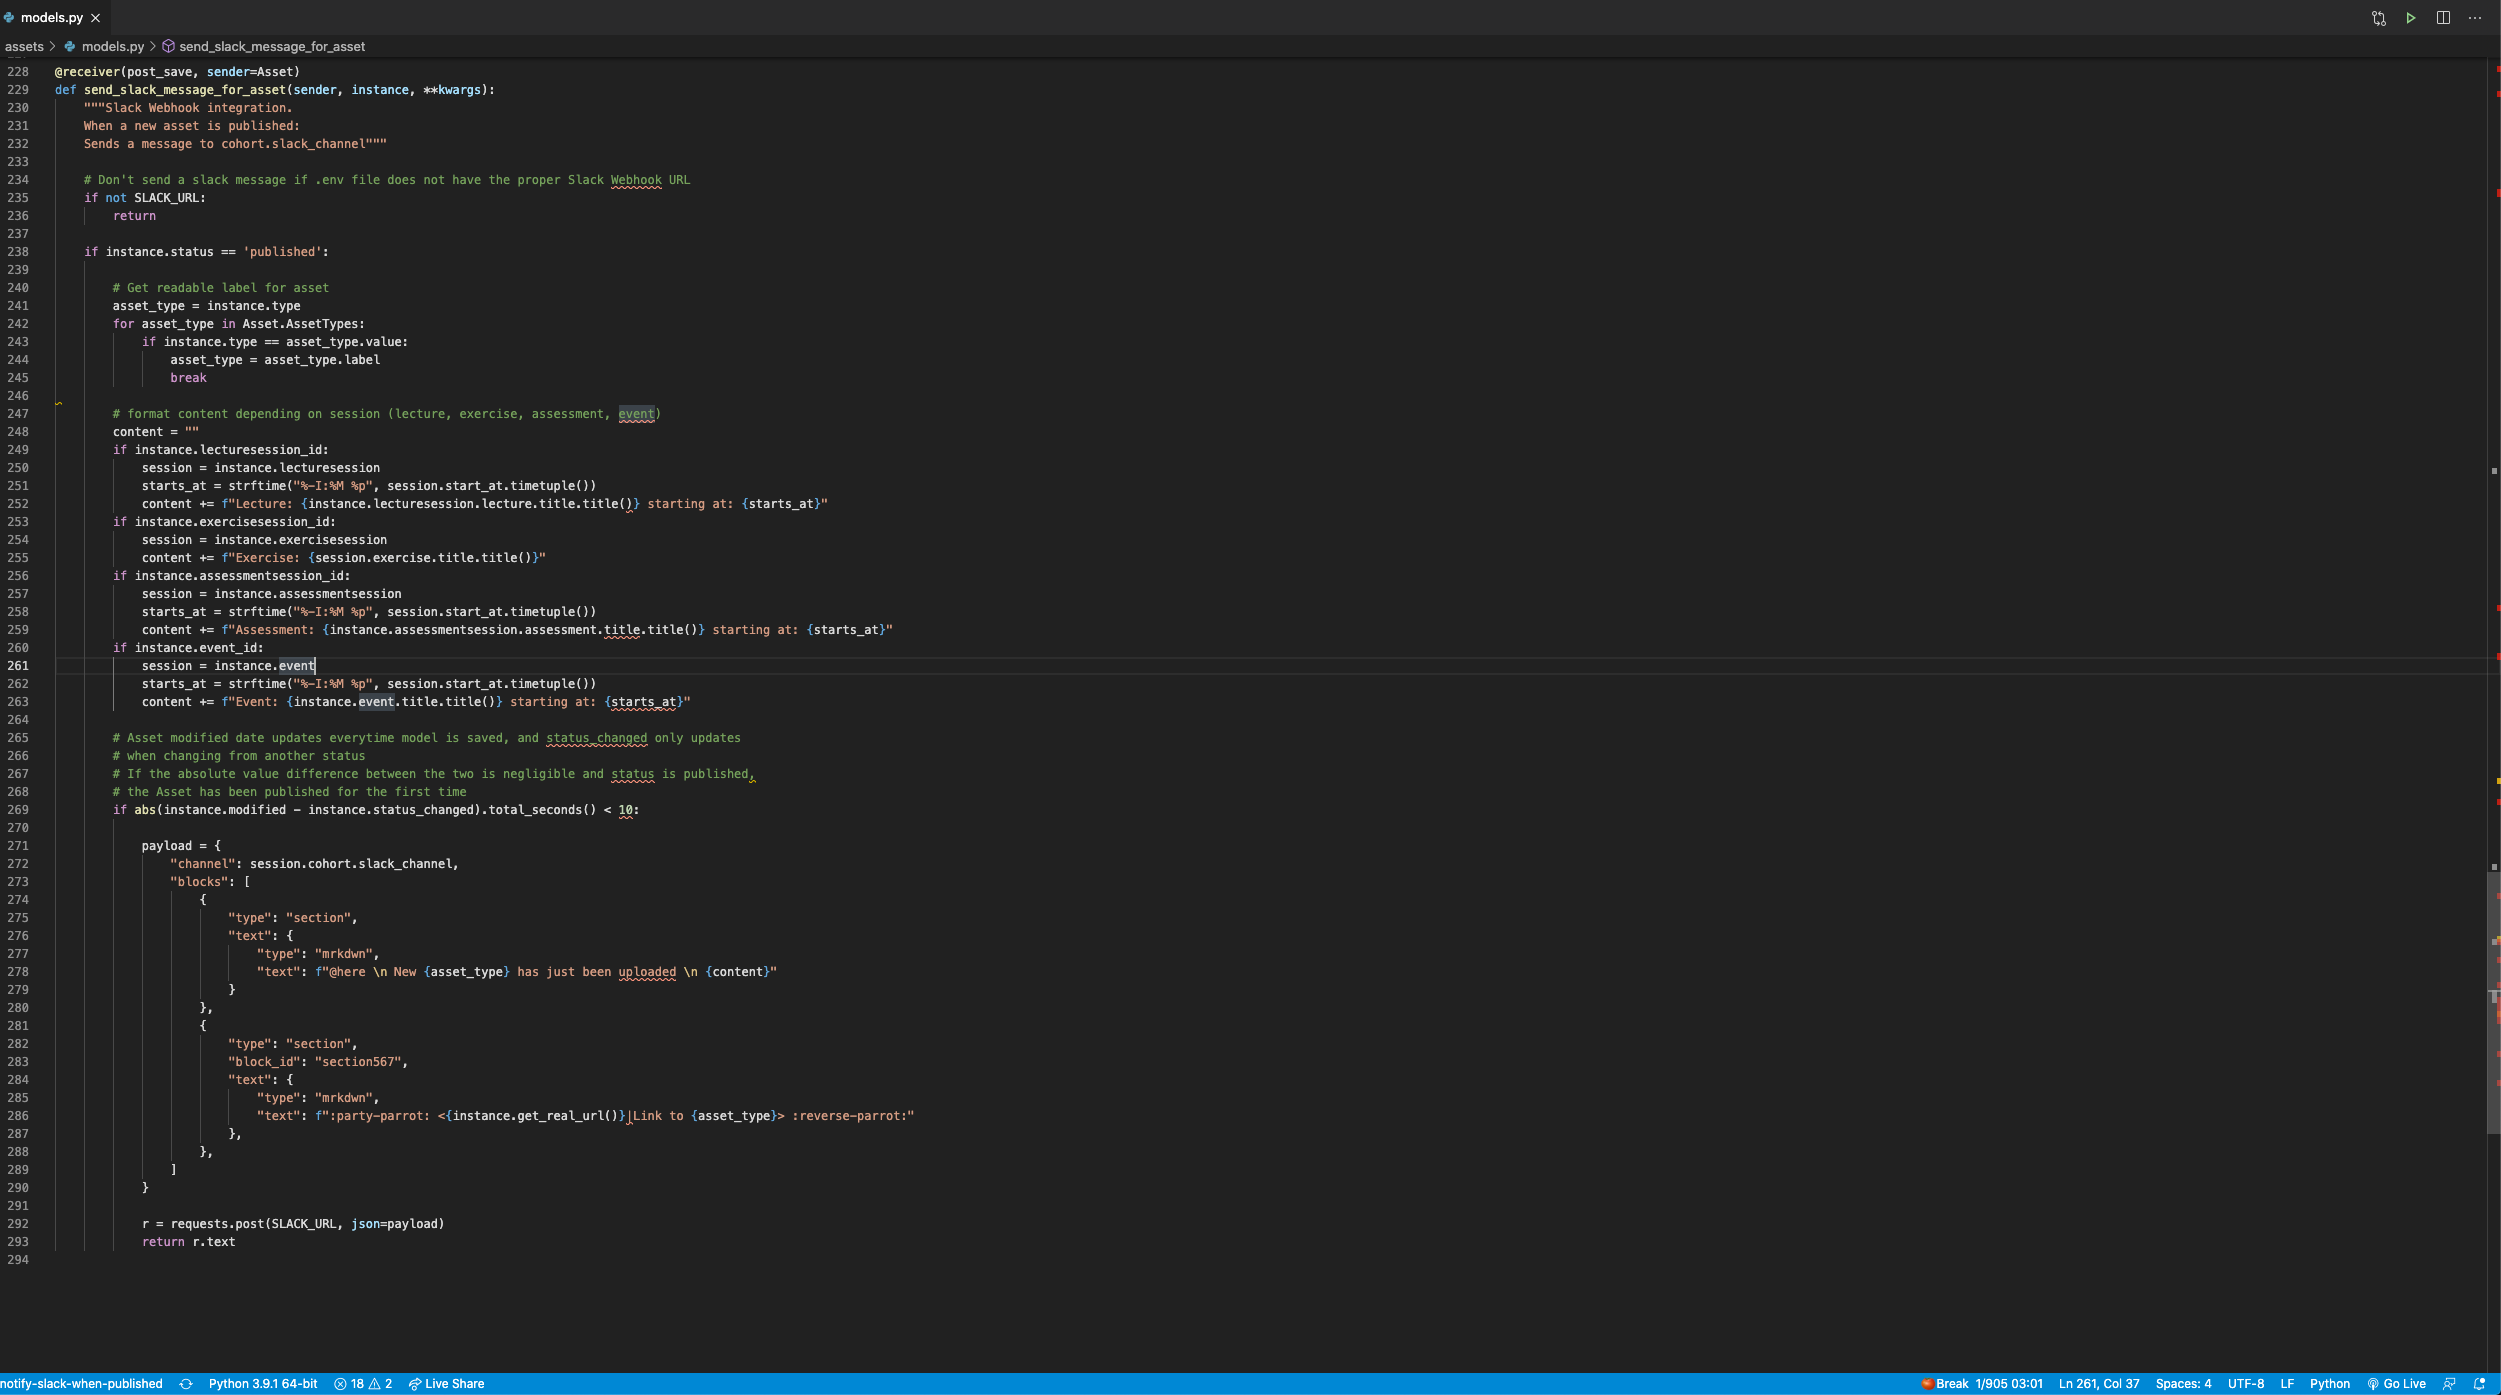 models.py ×
assets > models.py > send_slack_message_for_asset
228 @receiver(post_save, sender=Asset)
229 def send_slack_message_for_asset(sender, instance, **kwargs):
230     """Slack Webhook integration.
231     When a new asset is published:
232     Sends a message to cohort.slack_channel"""
233
234     # Don't send a slack message if .env file does not have the proper Slack Webhook URL
235     if not SLACK_URL:
236         return
237
238     if instance.status == 'published':
239
240         # Get readable label for asset
241         asset_type = instance.type
242         for asset_type in Asset.AssetTypes:
243             if instance.type == asset_type.value:
244                 asset_type = asset_type.label
245                 break
246
247         # format content depending on session (lecture, exercise, assessment, event)
248         content = ""
249         if instance.lecturesession_id:
250             session = instance.lecturesession
251             starts_at = strftime("%-I:%M %p", session.start_at.timetuple())
252             content += f"Lecture: {instance.lecturesession.lecture.title.title()} starting at: {starts_at}"
253         if instance.exercisesession_id:
254             session = instance.exercisesession
255             content += f"Exercise: {session.exercise.title.title()}"
256         if instance.assessmentsession_id:
257             session = instance.assessmentsession
258             starts_at = strftime("%-I:%M %p", session.start_at.timetuple())
259             content += f"Assessment: {instance.assessmentsession.assessment.title.title()} starting at: {starts_at}"
260         if instance.event_id:
261             session = instance.event
262             starts_at = strftime("%-I:%M %p", session.start_at.timetuple())
263             content += f"Event: {instance.event.title.title()} starting at: {starts_at}"
264
265         # Asset modified date updates everytime model is saved, and status_changed only updates
266         # when changing from another status
267         # If the absolute value difference between the two is negligible and status is published,
268         # the Asset has been published for the first time
269         if abs(instance.modified - instance.status_changed).total_seconds() < 10:
270
271             payload = {
272                 "channel": session.cohort.slack_channel,
273                 "blocks": [
274                     {
275                         "type": "section",
276                         "text": {
277                             "type": "mrkdwn",
278                             "text": f"@here \n New {asset_type} has just been uploaded \n {content}"
279                         }
280                     },
281                     {
282                         "type": "section",
283                         "block_id": "section567",
284                         "text": {
285                             "type": "mrkdwn",
286                             "text": f":party-parrot: <{instance.get_real_url()}|Link to {asset_type}> :reverse-parrot:"
287                         },
288                     },
289                 ]
290             }
291
292             r = requests.post(SLACK_URL, json=payload)
293             return r.text
294
notify-slack-when-published Python 3.9.1 64-bit 18 2 Live Share Break 1/905 03:01 Ln 261, Col 37 Spaces: 4 UTF-8 LF Python Go Live